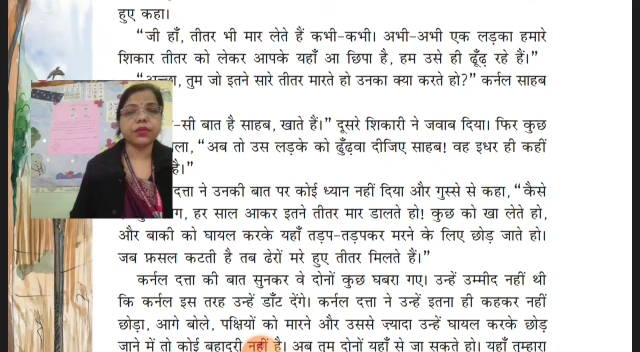 हुए कहा।
“जी हाँ, तीतर भी मार लेते हैं कभी-कभी। अभी-अभी एक लड़का हमारे
शिकार तीतर को लेकर आपके यहाँ आ छिपा है, हम उसे ही ढूँढ़ रहे हैं।”
तुम जो इतने सारे तीतर मारते हो उनका क्या करते हो?” कर्नल साहब
-सी बात है साहब, खाते हैं।” दूसरे शिकारी ने जवाब दिया। फिर कुछ
“अब तो उस लड़के को ढुँढ़वा दीजिए साहब! वह इधर ही कहीं
है।”
दत्ता ने उनकी बात पर कोई ध्यान नहीं दिया और गुस्से से कहा, “कैसे
हर साल आकर इतने तीतर मार डालते हो! कुछ को खा लेते हो,
और बाकी को घायल करके यहाँ तड़प-तड़पकर मरने के लिए छोड़ जाते हो।
जब फ़सल कटती है तब ढेरों मरे हुए तीतर मिलते हैं।”
कर्नल दत्ता की बात सुनकर वे दोनों कुछ घबरा गए। उन्हें उम्मीद नहीं थी
कि कर्नल इस तरह उन्हें डाँट देंगे। कर्नल दत्ता ने उन्हें इतना ही कहकर नहीं
छोड़ा, आगे बोले, पक्षियों को मारने और उससे ज़्यादा उन्हें घायल करके छोड़
जाने में तो कोई बहादुरी नहीं है। अब तुम दोनों यहाँ से जा सकते हो। यहाँ तुम्हारा